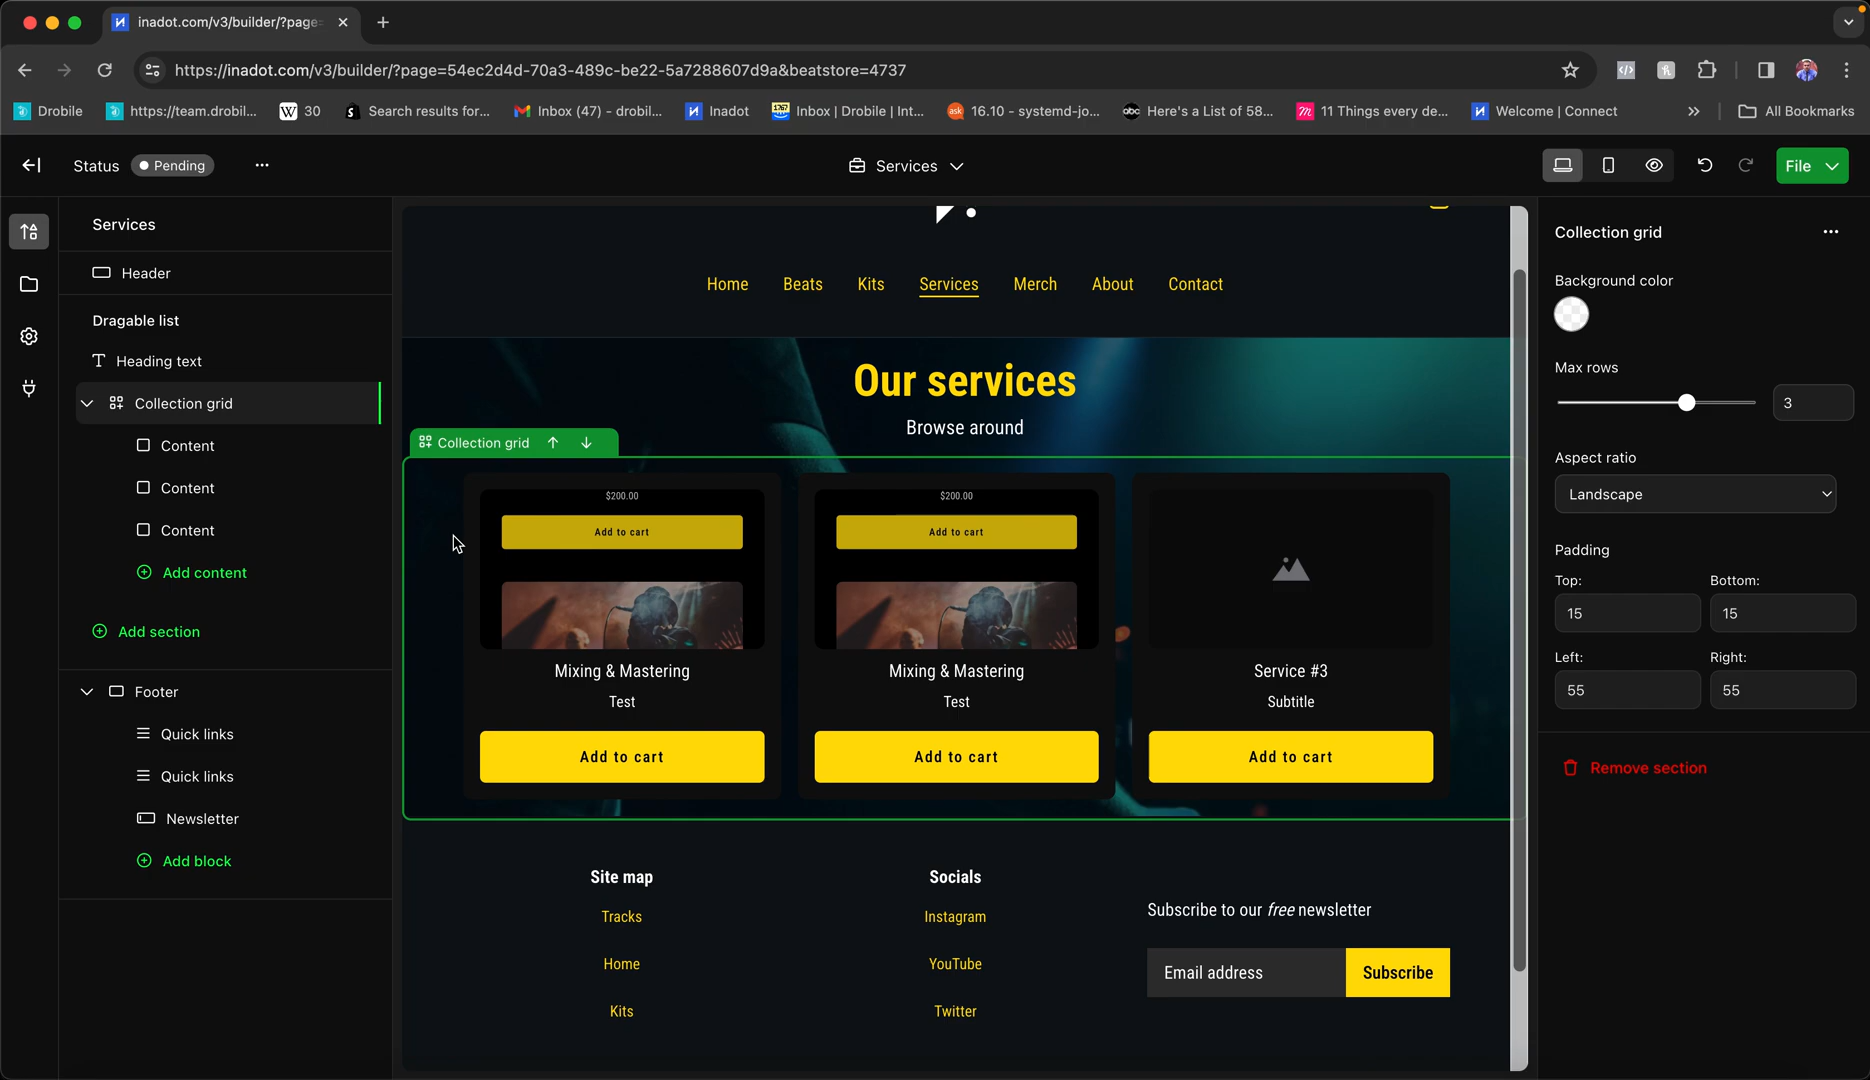 inadot.com/v3/builder/?page=
https://inadot.com/v3/builder/?page=54ec2d4d-70a3-489c-be22-5a7288607d9a&beatstore=4737
Drobile
https://team.drobil...
W 30
Search results for...
Inbox (47) - drobil...
Inadot
Inbox | Drobile | Int...
ask 16.10 - systemd-jo...
abc Here's a List of 58...
11 Things every de...
Welcome | Connect
All Bookmarks
Status Pending
Services
File
Services
Header
Dragable list
Heading text
Collection grid
Content
Content
Content
Add content
Add section
Footer
Quick links
Quick links
Newsletter
Add block
Home Beats Kits Services Merch About Contact
Our services
Browse around
Collection grid
$200.00
Add to cart
Mixing & Mastering
Test
Add to cart
$200.00
Add to cart
Mixing & Mastering
Test
Add to cart
Service #3
Subtitle
Add to cart
Site map
Tracks
Home
Kits
Socials
Instagram
YouTube
Twitter
Subscribe to our free newsletter
Email address
Subscribe
Collection grid
Background color
Max rows
3
Aspect ratio
Landscape
Padding
Top: Bottom:
15 15
Left: Right:
55 55
Remove section